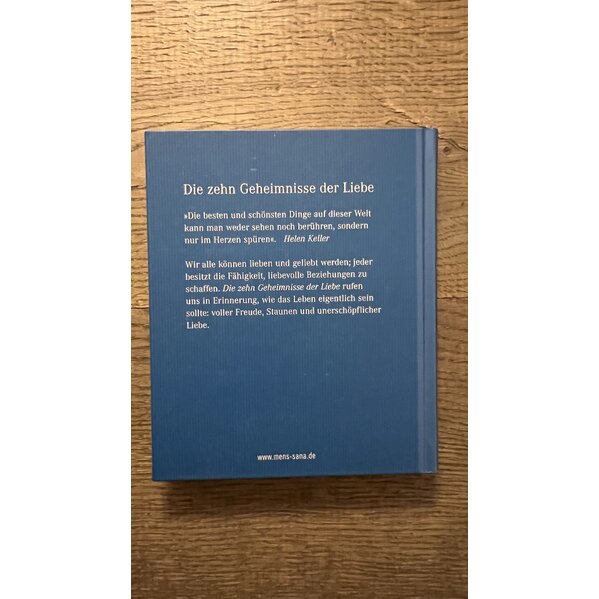 Die zehn Geheimnisse der Liebe
»Die besten und schönsten Dinge auf dieser Welt
kann man weder sehen noch berühren, sondern
nur im Herzen spüren«. Helen Keller
Wir alle können lieben und geliebt werden; jeder
besitzt die Fähigkeit, liebevolle Beziehungen zu
schaffen. Die zehn Geheimnisse der Liebe rufen
uns in Erinnerung, wie das Leben eigentlich sein
sollte: voller Freude, Staunen und unerschöpflicher
Liebe.
www.mens-sana.de